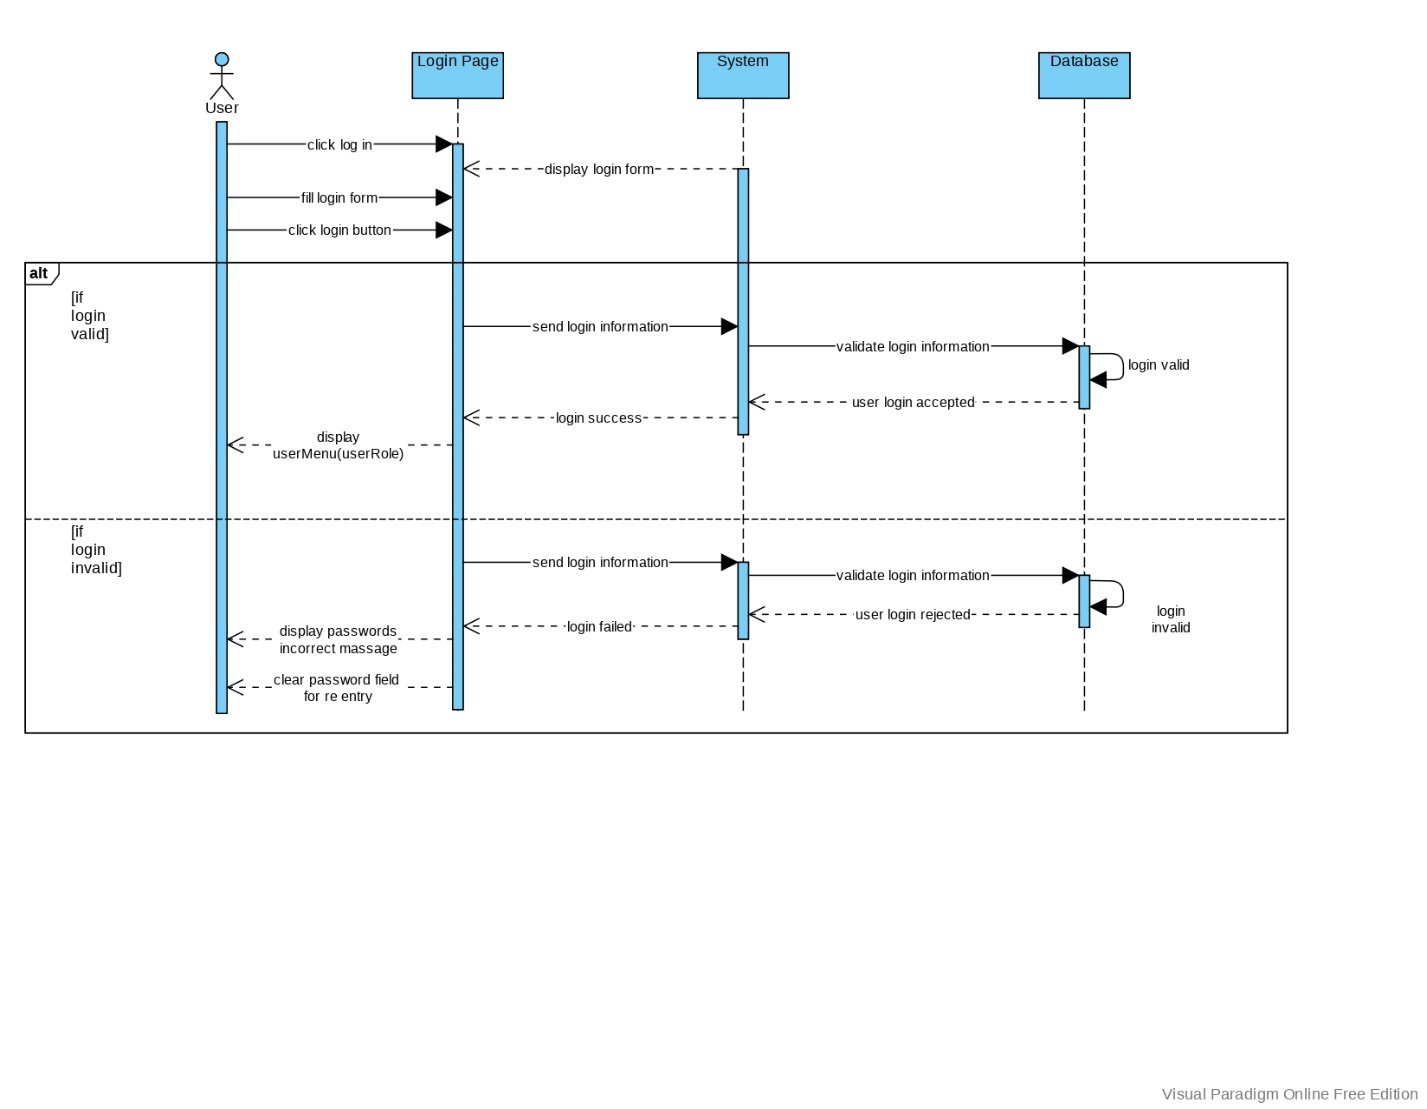 User
Login Page
System
Database
click log in
display login form
fill login form
click login button
alt
[if
login
valid]
send login information
validate login information
login valid
user login accepted
login success
display
userMenu(userRole)
[if
login
invalid]
send login information
validate login information
login
invalid
user login rejected
login failed
display passwords
incorrect massage
clear password field
for re entry
Visual Paradigm Online Free Edition